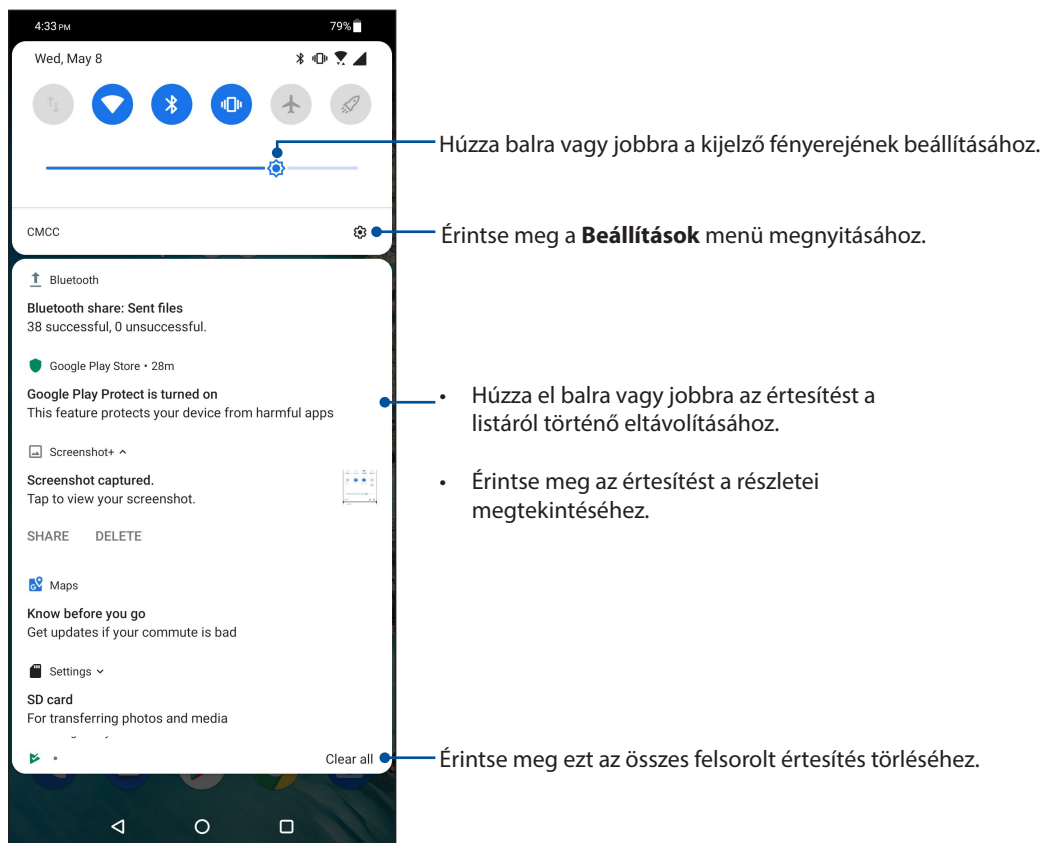 4:33 PM 79%
Wed, May 8
Húzza balra vagy jobbra a kijelző fényerejének beállításához.
CMCC
Érintse meg a Beállítások menü megnyitásához.
Bluetooth
Bluetooth share: Sent files
38 successful, 0 unsuccessful.
Google Play Store • 28m
Google Play Protect is turned on
This feature protects your device from harmful apps
• Húzza el balra vagy jobbra az értesítést a
listáról történő eltávolításához.
• Érintse meg az értesítést a részletei
megtekintéséhez.
Screenshot+
Screenshot captured.
Tap to view your screenshot.
SHARE DELETE
Maps
Know before you go
Get updates if your commute is bad
Settings
SD card
For transferring photos and media
Clear all
Érintse meg ezt az összes felsorolt értesítés törléséhez.